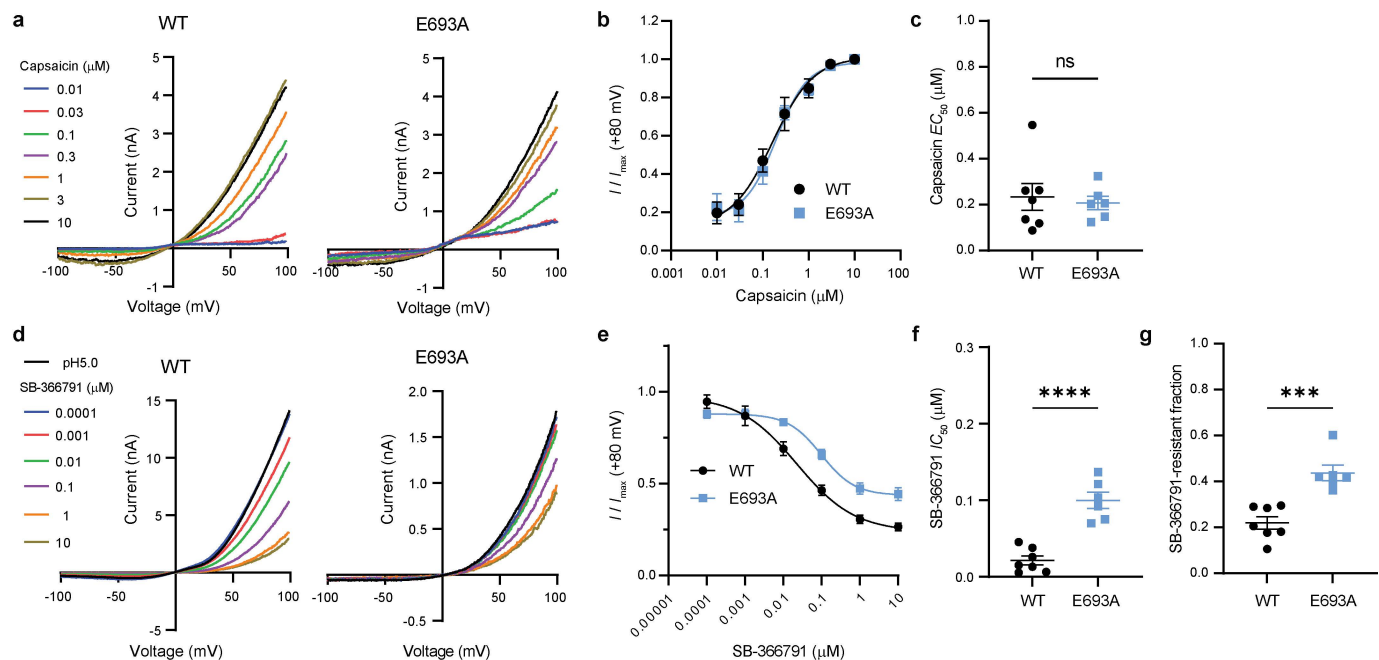 a
WT
E693A
Capsaicin (μM)
0.01
0.03
0.1
0.3
1
3
10
Current (nA)
5
4
3
2
1
-1
-100
-50
50
100
Voltage (mV)
Current (nA)
5
4
3
2
1
-1
-100
-50
50
100
Voltage (mV)
b
I / Imax (+80 mV)
1.2
1.0
0.8
0.6
0.4
0.2
0.0
WT
E693A
0.001
0.01
0.1
1
10
100
Capsaicin (μM)
c
Capsaicin EC50 (μM)
1.0
0.8
0.6
0.4
0.2
0.0
ns
WT
E693A
d
pH5.0
SB-366791 (μM)
0.0001
0.001
0.01
0.1
1
10
WT
Current (nA)
15
10
5
-5
-100
-50
50
100
Voltage (mV)
E693A
Current (nA)
2.0
1.5
1.0
0.5
-0.5
-100
-50
50
100
Voltage (mV)
e
I / Imax (+80 mV)
1.0
0.5
0.0
WT
E693A
0.00001
0.0001
0.001
0.01
0.1
1
10
SB-366791 (μM)
f
SB-366791 IC50 (μM)
0.3
0.2
0.1
0.0
****
WT
E693A
g
SB-366791-resistant fraction
1.0
0.8
0.6
0.4
0.2
0.0
***
WT
E693A